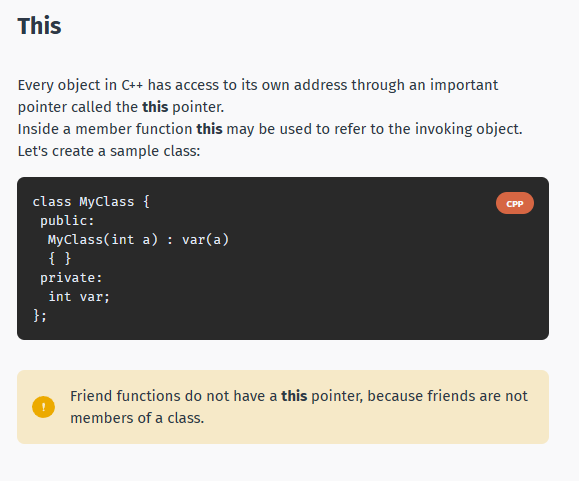 This
Every object in C++ has access to its own address through an important
pointer called the this pointer.
Inside a member function this may be used to refer to the invoking object.
Let's create a sample class:
class MyClass {
CPP
 public:
  MyClass(int a) : var(a)
  { }
 private:
  int var;
};
Friend functions do not have a this pointer, because friends are not
members of a class.